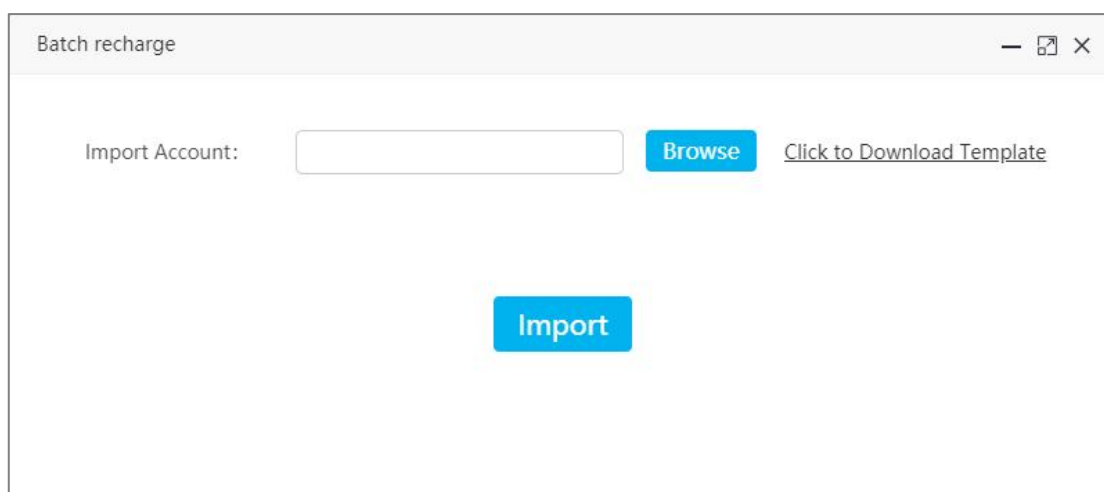 Batch recharge
Import Account: Browse Click to Download Template
Import